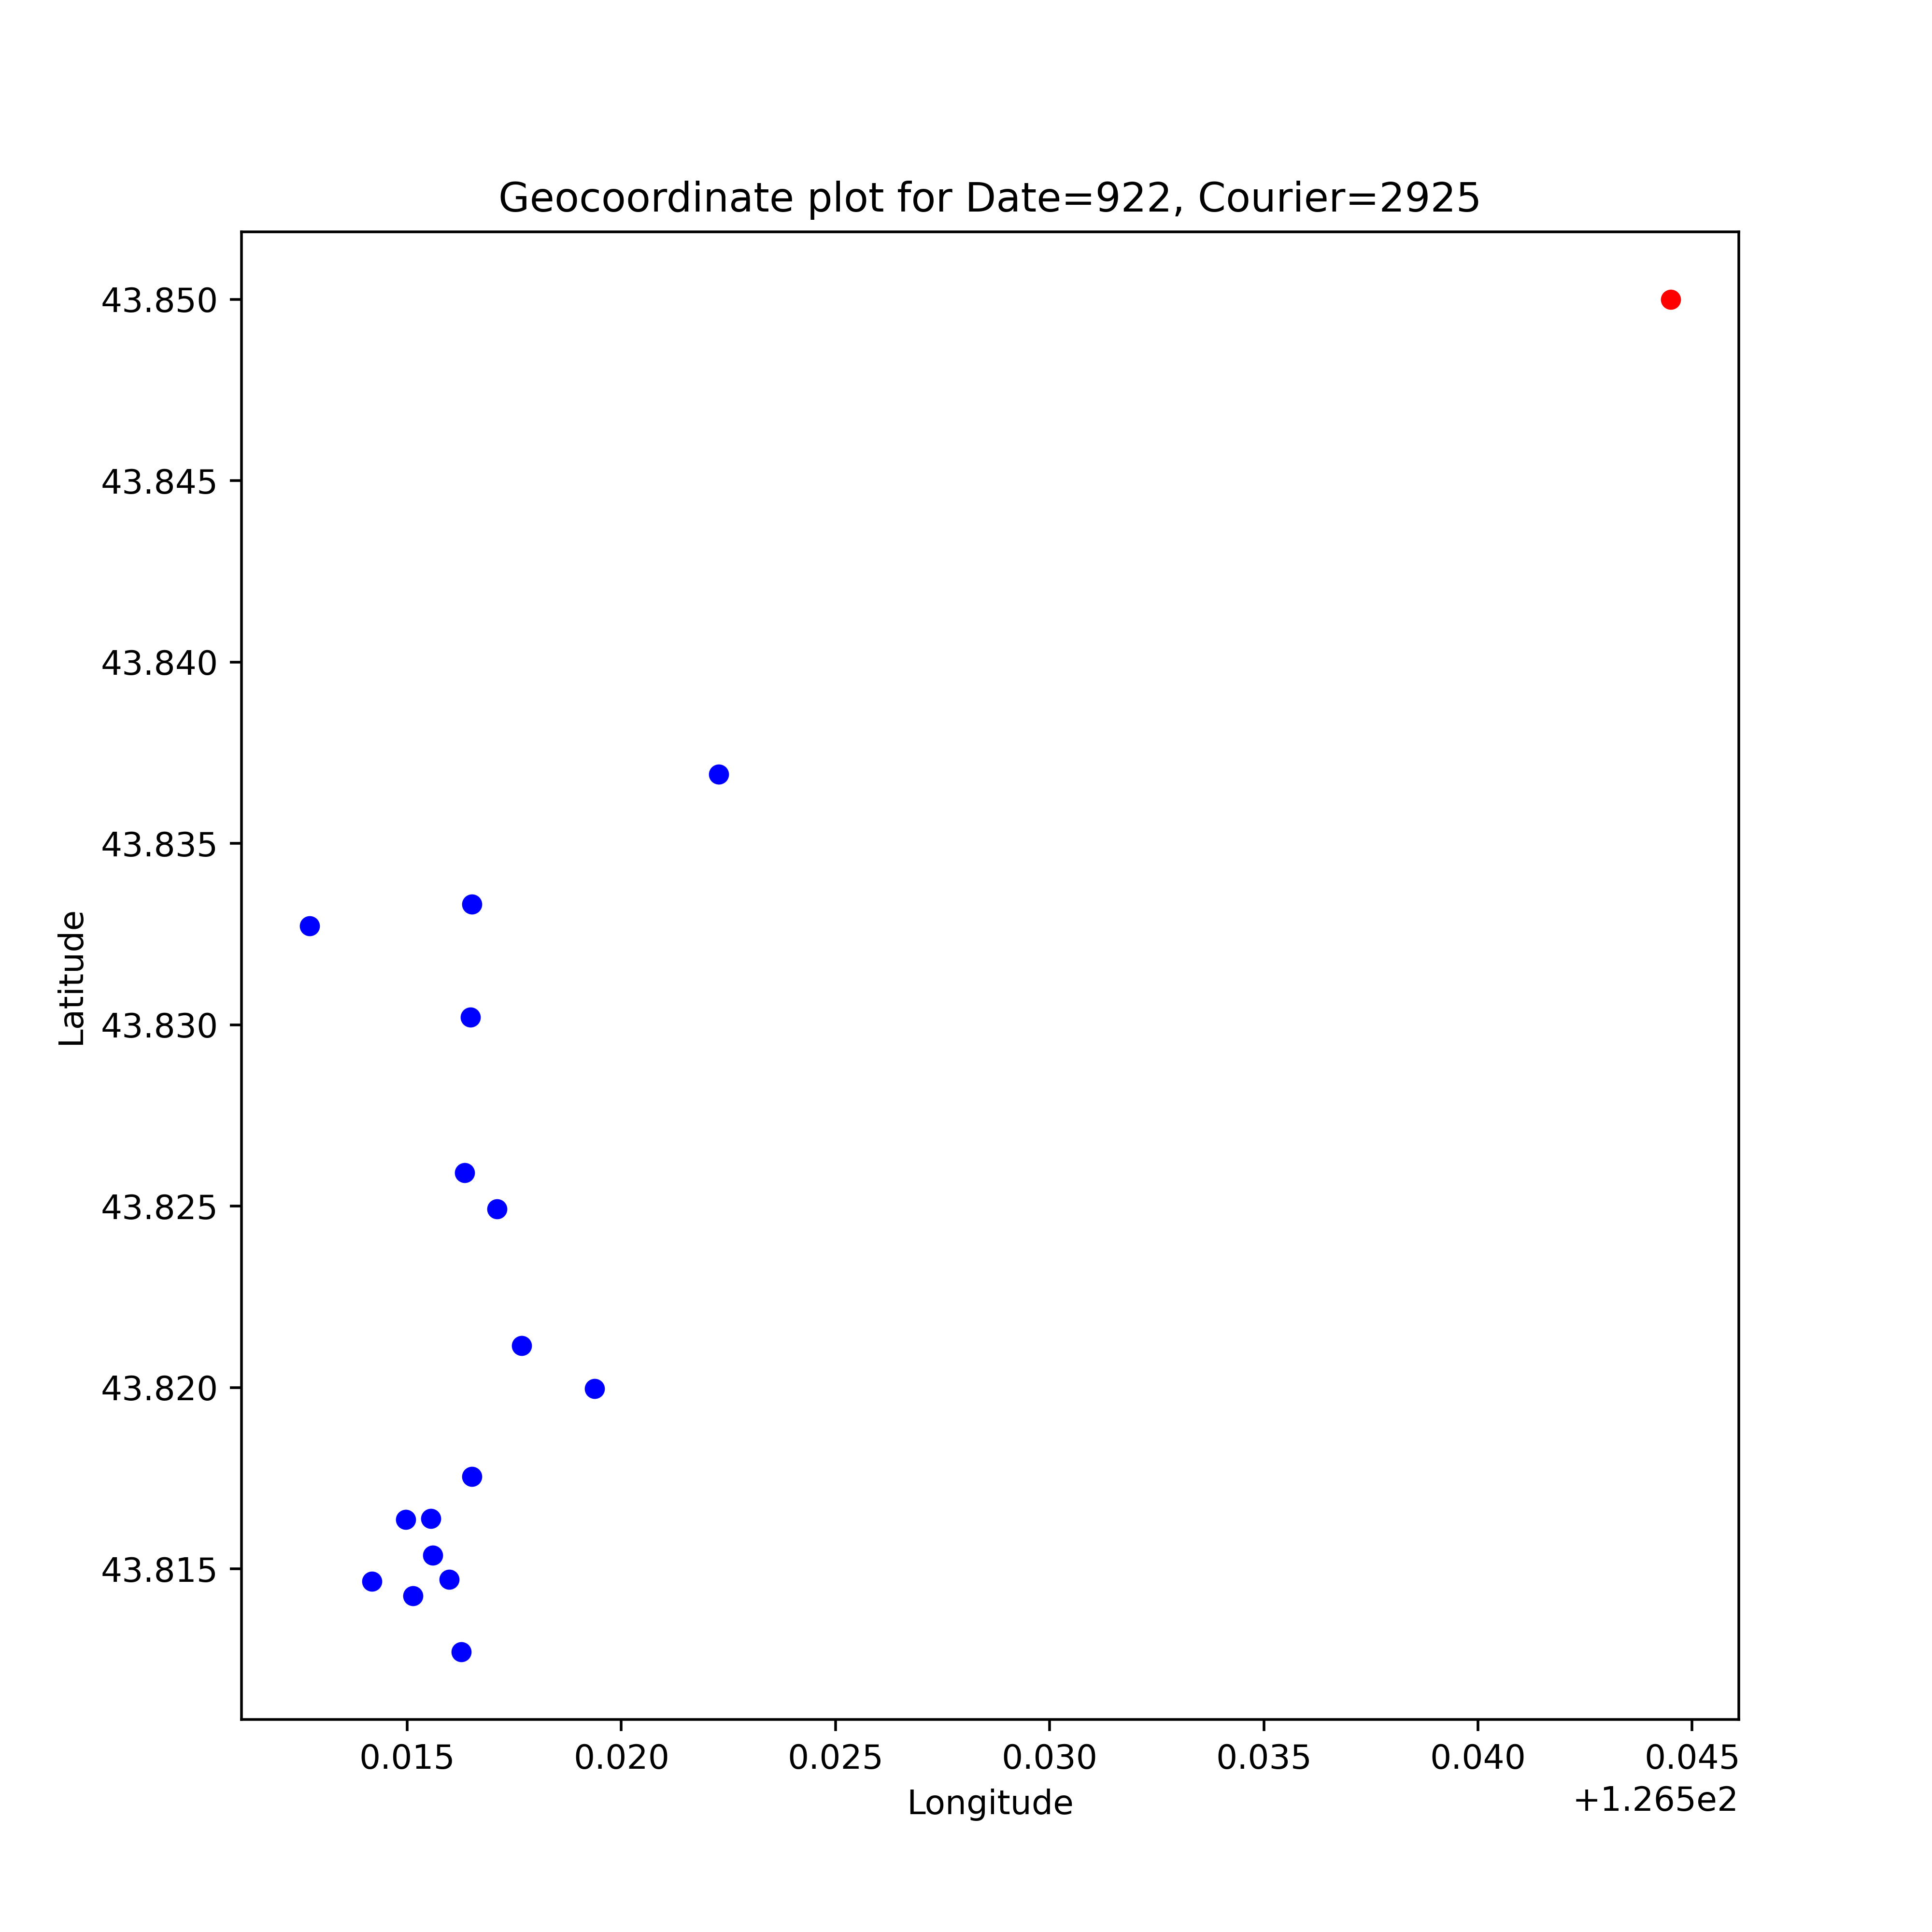 Geocoordinate plot for Date=922, Courier=2925
43.850
43.845
43.840
43.835
43.830
43.825
43.820
43.815
Latitude
0.015 0.020 0.025 0.030 0.035 0.040 0.045
Longitude
+1.265e2